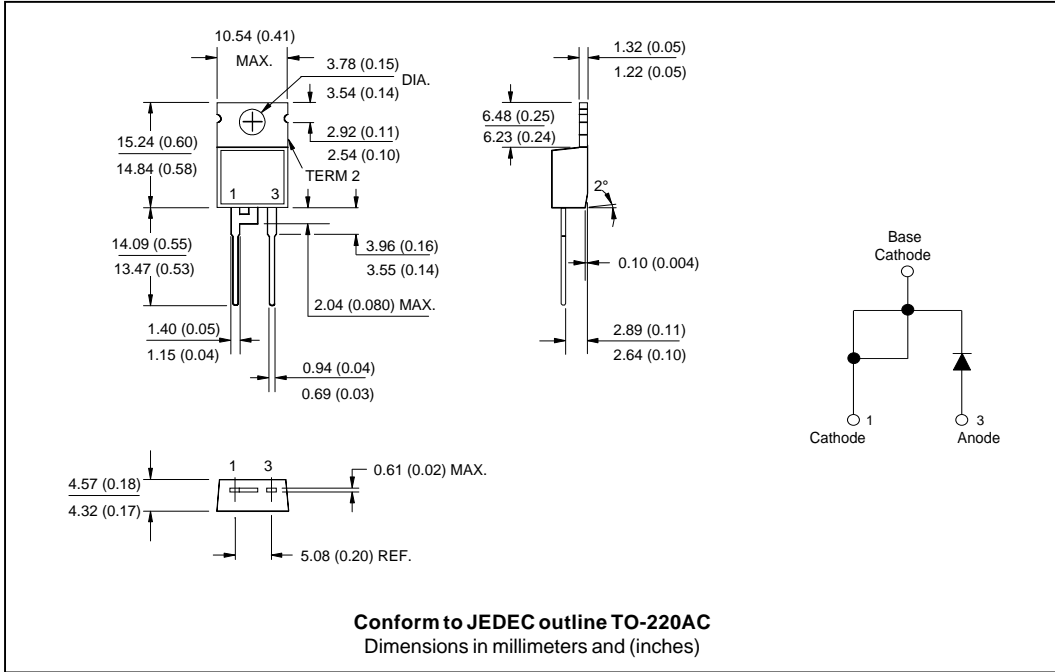 10.54 (0.41)
MAX.
3.78 (0.15)
3.54 (0.14)
DIA.
2.92 (0.11)
2.54 (0.10)
TERM 2
15.24 (0.60)
14.84 (0.58)
1 3
14.09 (0.55)
13.47 (0.53)
3.96 (0.16)
3.55 (0.14)
2.04 (0.080) MAX.
1.40 (0.05)
1.15 (0.04)
0.94 (0.04)
0.69 (0.03)
1.32 (0.05)
1.22 (0.05)
6.48 (0.25)
6.23 (0.24)
2°
0.10 (0.004)
2.89 (0.11)
2.64 (0.10)
Base
Cathode
1
Cathode
3
Anode
1 3
0.61 (0.02) MAX.
4.57 (0.18)
4.32 (0.17)
5.08 (0.20) REF.
Conform to JEDEC outline TO-220AC
Dimensions in millimeters and (inches)